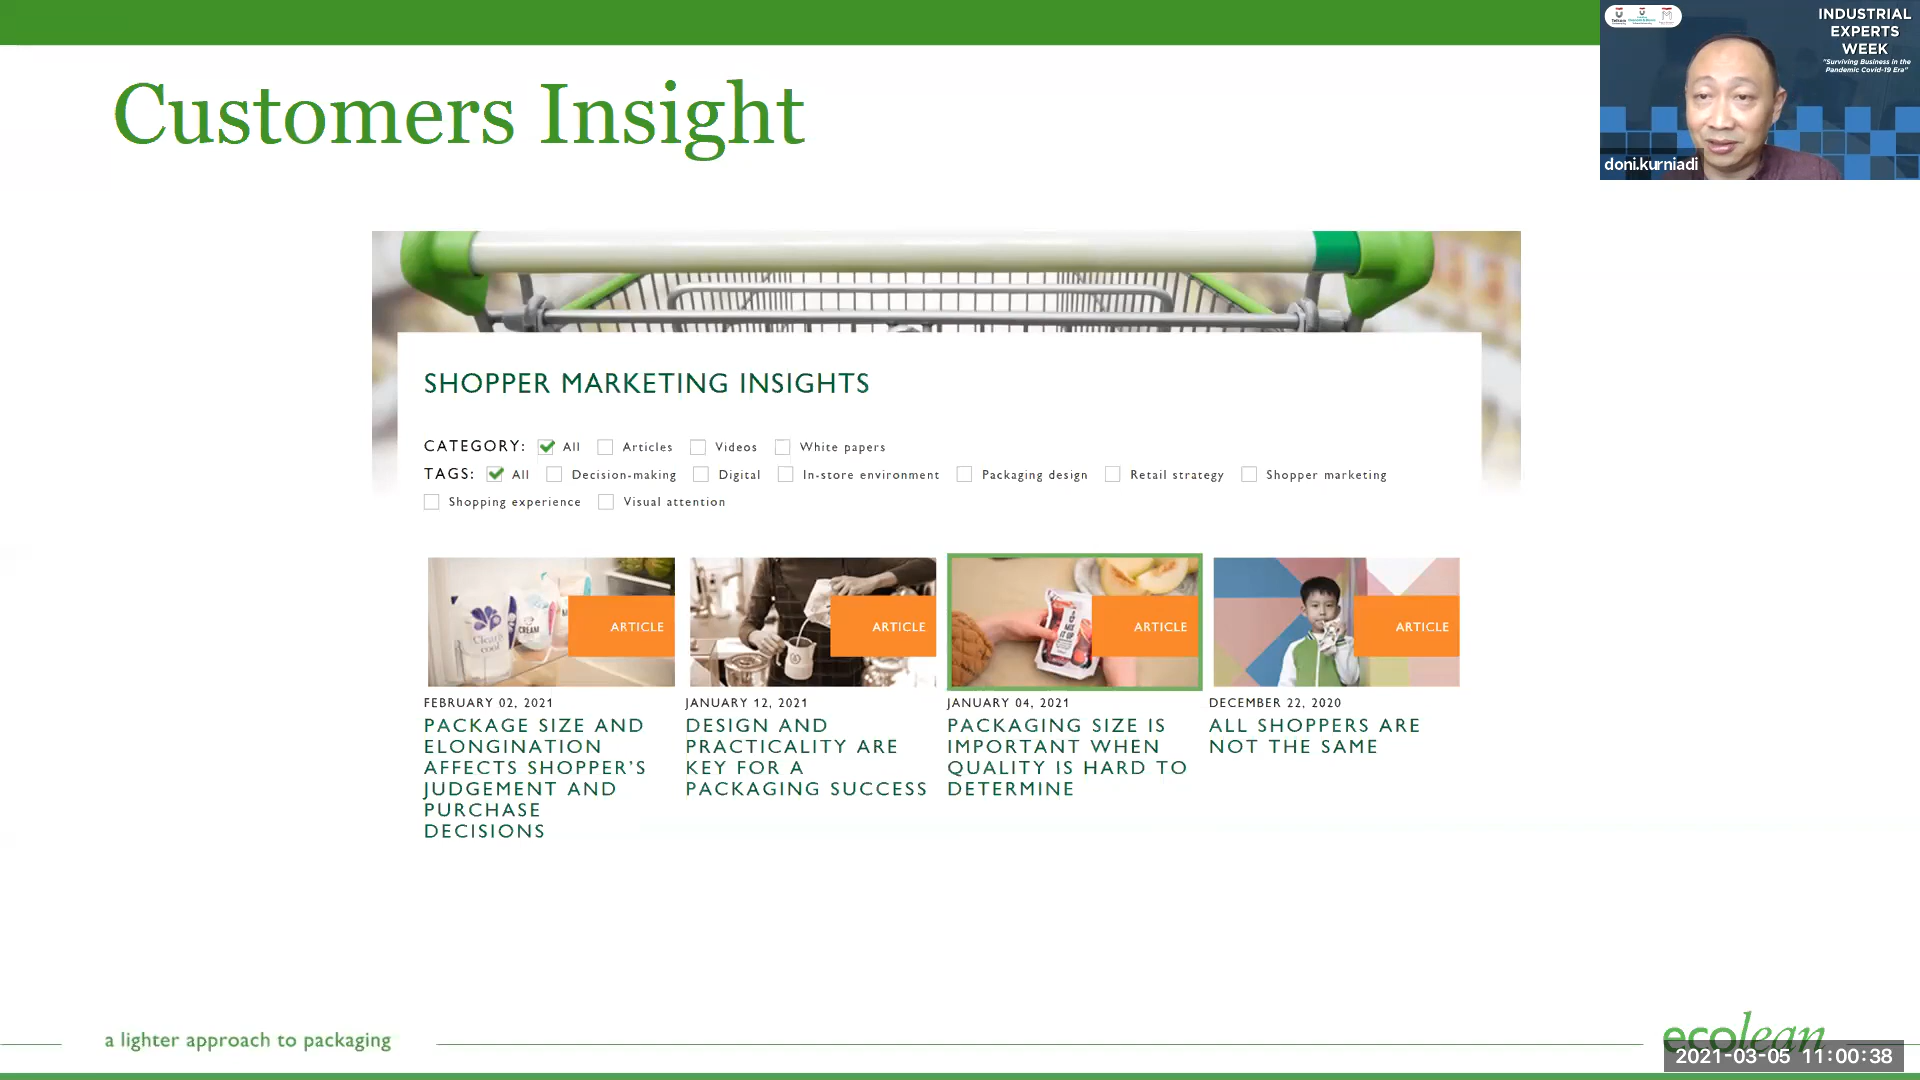 Customers Insight
INDUSTRIAL
EXPERTS
WEEK
"Surviving Business in the
Pandemic Covid-19 Era"
doni.kurniadi
SHOPPER MARKETING INSIGHTS
CATEGORY: All Articles Videos White papers
TAGS: All Decision-making Digital In-store environment Packaging design Retail strategy Shopper marketing
Shopping experience Visual attention
ARTICLE
FEBRUARY 02, 2021
PACKAGE SIZE AND
ELONGINATION
AFFECTS SHOPPER'S
JUDGEMENT AND
PURCHASE
DECISIONS
ARTICLE
JANUARY 12, 2021
DESIGN AND
PRACTICALITY ARE
KEY FOR A
PACKAGING SUCCESS
MIX
IT UP
ARTICLE
JANUARY 04, 2021
PACKAGING SIZE IS
IMPORTANT WHEN
QUALITY IS HARD TO
DETERMINE
ARTICLE
DECEMBER 22, 2020
ALL SHOPPERS ARE
NOT THE SAME
a lighter approach to packaging
ecolean
2021-03-05 11:00:38